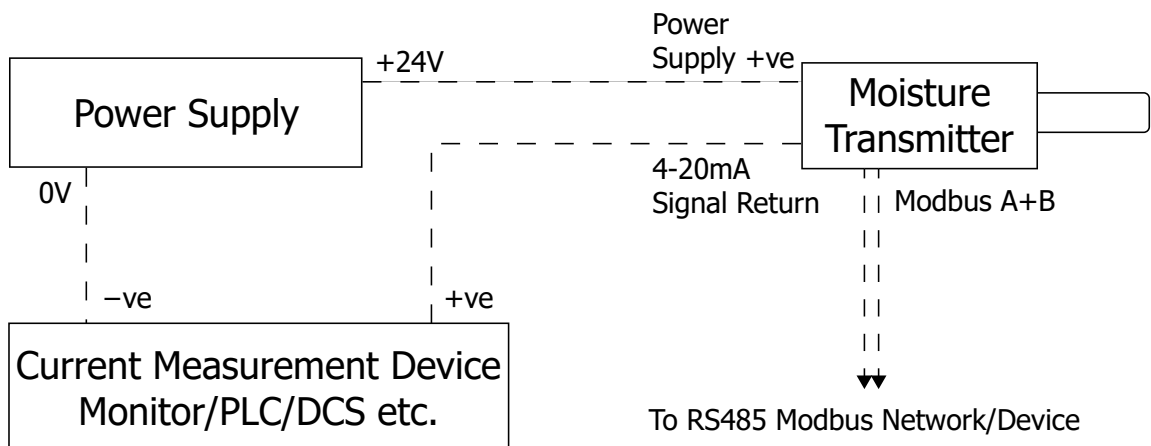 Power
Supply +ve
+24V
Power Supply
Moisture
Transmitter
4-20mA
Signal Return
0V
Modbus A+B
−ve
+ve
Current Measurement Device
Monitor/PLC/DCS etc.
To RS485 Modbus Network/Device